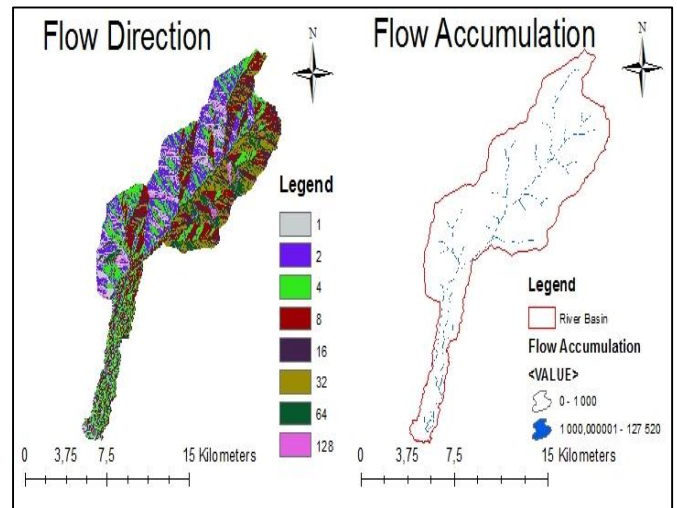 Flow Direction
N
Legend
1
2
4
8
16
32
64
128
0 3,75 7,5 15 Kilometers
Flow Accumulation
N
Legend
River Basin
Flow Accumulation
<VALUE>
0 - 1 000
1 000,000001 - 127 520
0 3,75 7,5 15 Kilometers